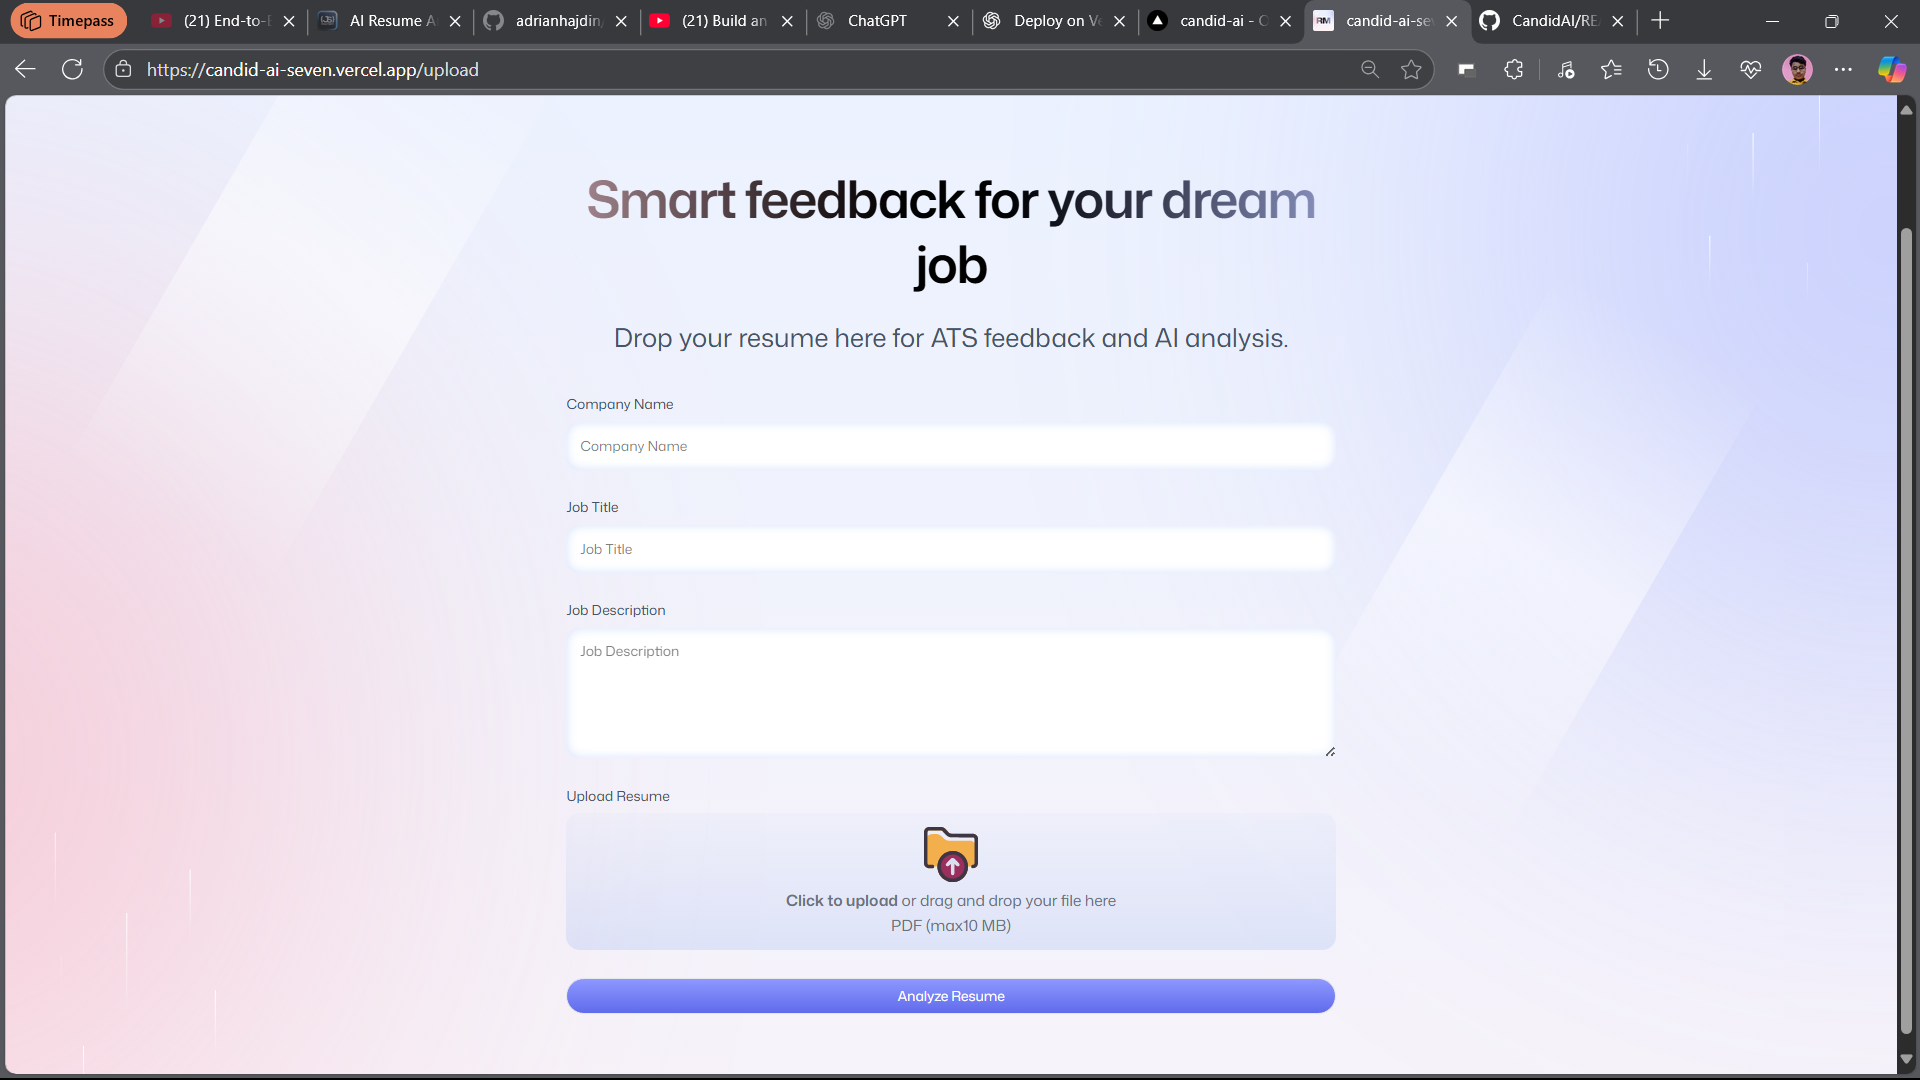 Timepass
(21) End-to-E
AI Resume A
adrianhajdin/
(21) Build an
ChatGPT
Deploy on Ve
candid-ai - O
candid-ai-sev
CandidAI/REA
https://candid-ai-seven.vercel.app/upload
Smart feedback for your dream
job
Drop your resume here for ATS feedback and AI analysis.
Company Name
Company Name
Job Title
Job Title
Job Description
Job Description
Upload Resume
Click to upload or drag and drop your file here
PDF (max10 MB)
Analyze Resume